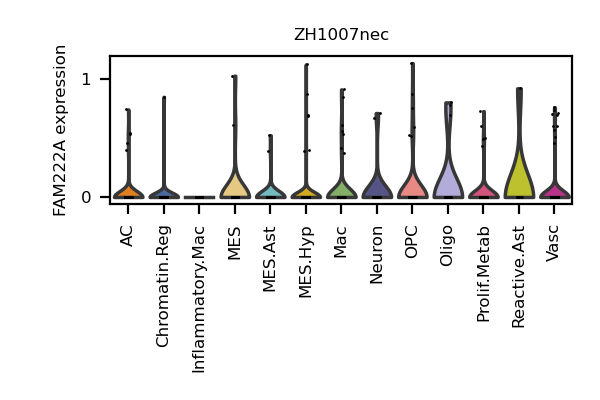 ZH1007nec
FAM222A expression
1
0
AC
Chromatin.Reg
Inflammatory.Mac
MES
MES.Ast
MES.Hyp
Mac
Neuron
OPC
Oligo
Prolif.Metab
Reactive.Ast
Vasc